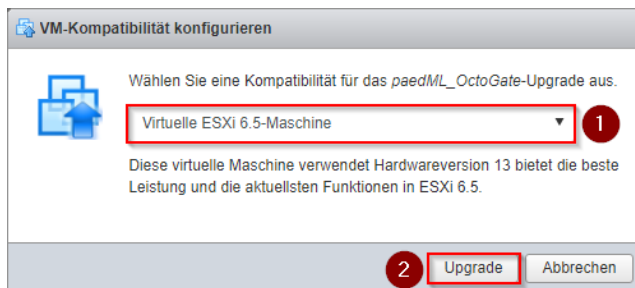 VM-Kompatibilität konfigurieren
Wählen Sie eine Kompatibilität für das paedML_OctoGate-Upgrade aus.
Virtuelle ESXi 6.5-Maschine
1
Diese virtuelle Maschine verwendet Hardwareversion 13 bietet die beste
Leistung und die aktuellsten Funktionen in ESXi 6.5.
2 Upgrade Abbrechen